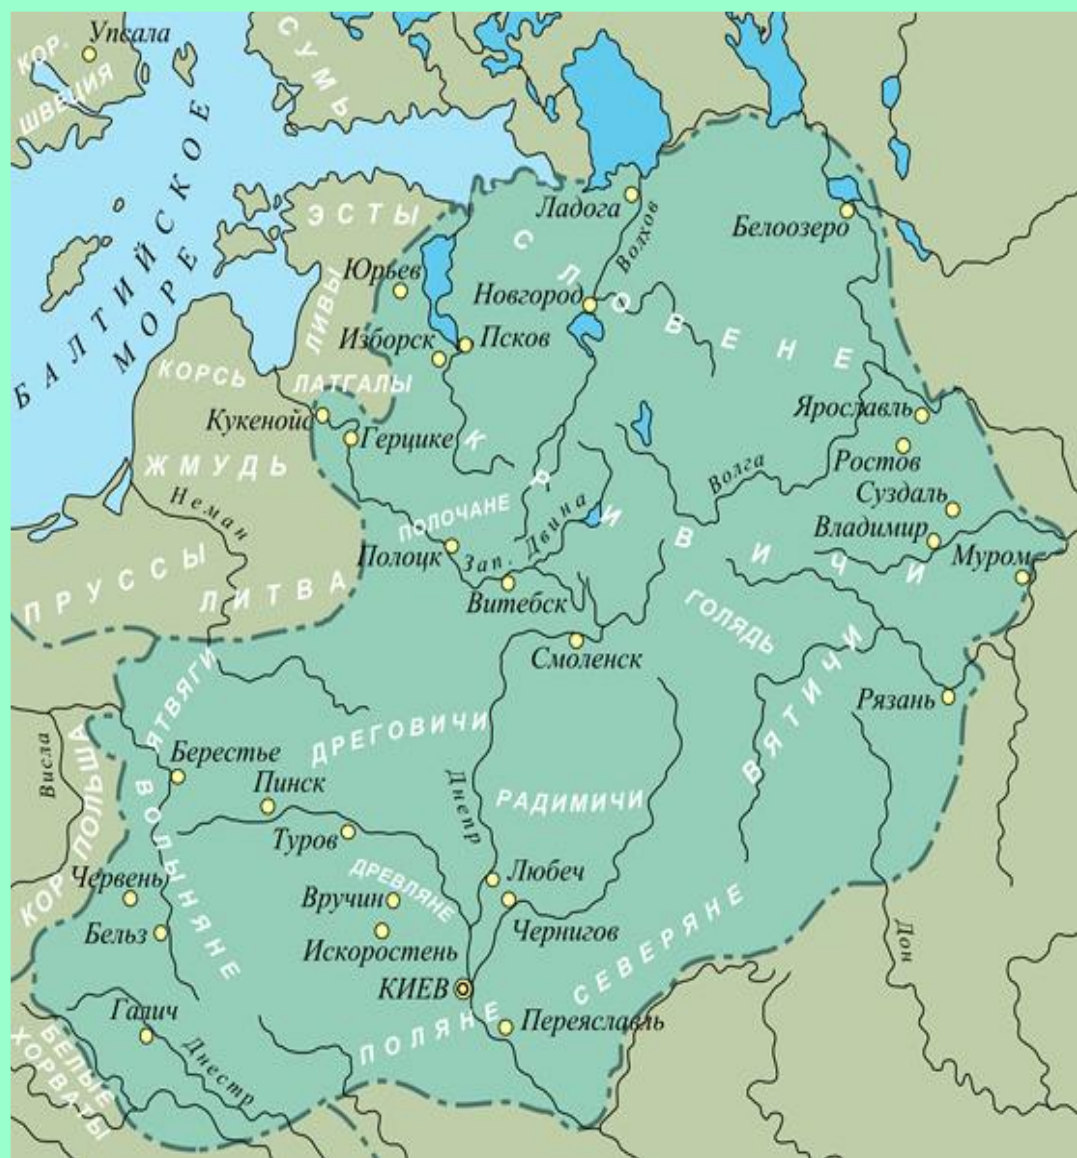 Упсала
КОР. ШВЕЦИЯ
СУМЬ
БАЛТИЙСКОЕ
МОРЕ
ЭСТЫ
Ладога
Волхов
Белоозеро
СЛОВЕНЕ
Юрьев
Новгород
ЛИВЫ
Изборск
Псков
КОРСЬ
ЛАТГАЛЫ
Кукенойс
Герцике
Ярославль
Ростов
ЖМУДЬ
Неман
КРИВИЧИ
Волга
Суздаль
ПОЛОЧАНЕ
Владимир
Полоцк
Зап. Двина
Муром
ПРУССЫ
ЛИТВА
Витебск
ГОЛЯДЬ
Смоленск
ВЯТИЧИ
Рязань
ЯТВЯГИ
ДРЕГОВИЧИ
Висла
КОР. ПОЛЬША
Берестье
Пинск
Днепр
РАДИМИЧИ
ВОЛЫНЯНЕ
Туров
Червень
ДРЕВЛЯНЕ
Любеч
Вручин
Чернигов
Бельз
Искоростень
СЕВЕРЯНЕ
Дон
КИЕВ
Галич
Днестр
ПОЛЯНЕ
Переяславль
БЕЛЫЕ
ХОРВАТЫ